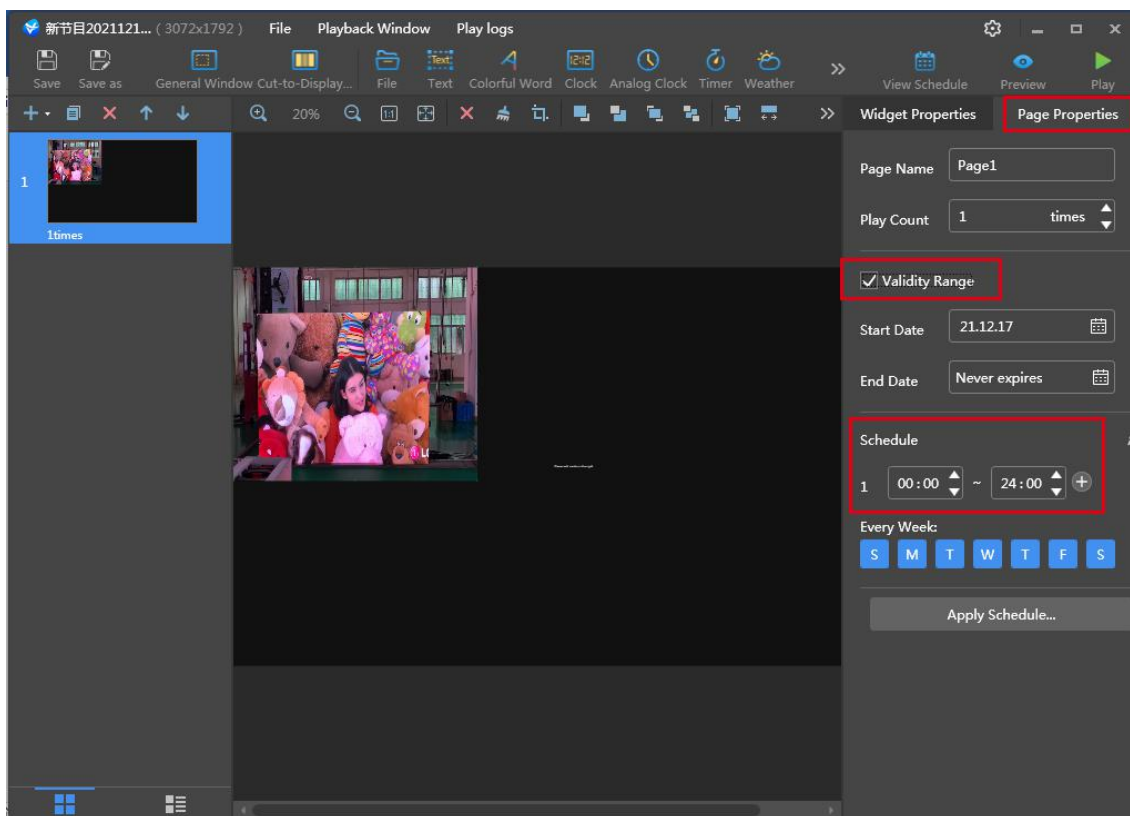 新节目2021121... ( 3072x1792 ) File Playback Window Play logs
Save Save as General Window Cut-to-Display... File Text Colorful Word Clock Analog Clock Timer Weather View Schedule Preview Play
20% 1:1 Widget Properties Page Properties
1
1times
Page Name Page1
Play Count 1 times
Validity Range
Start Date 21.12.17
End Date Never expires
Schedule
1 00:00 ~ 24:00
Every Week:
S M T W T F S
Apply Schedule...